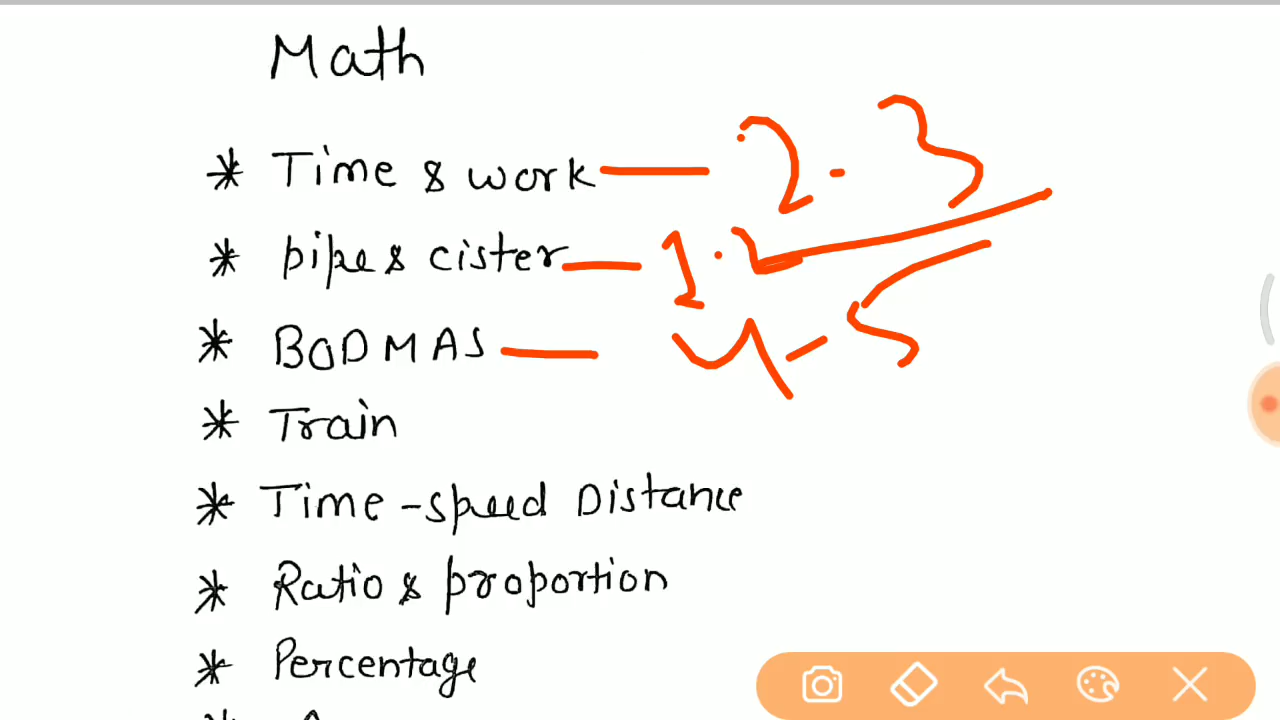 Math
* Time & work — 2-3
* pipe & cister — 1-2
* BODMAS — 4-5
* Train
* Time-speed Distance
* Ratio & proportion
* Percentage